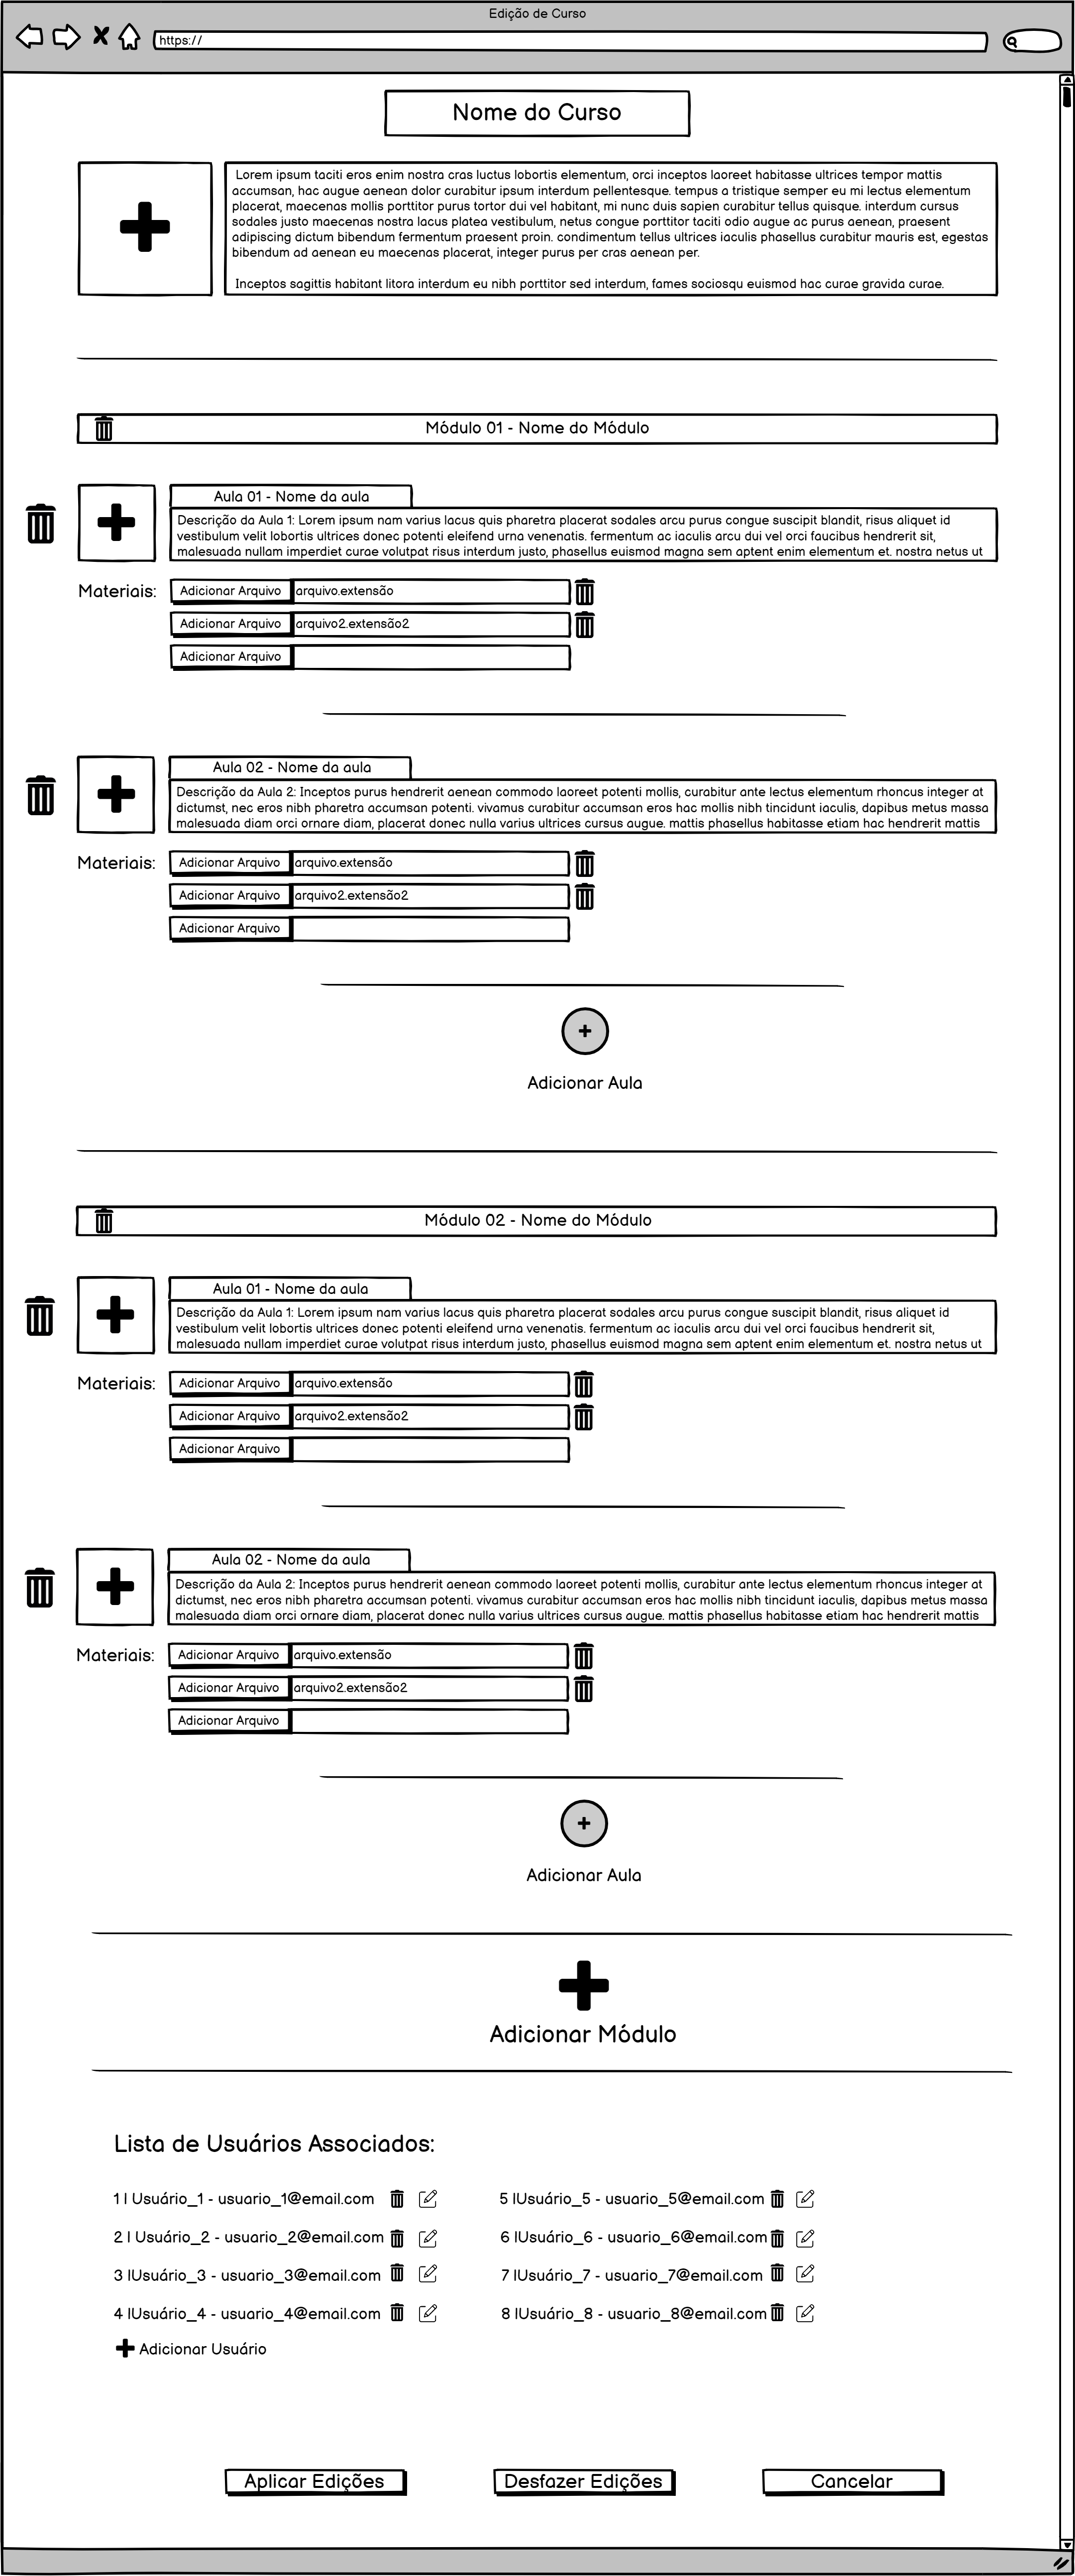 Edição de Curso
https://
Nome do Curso
Lorem ipsum taciti eros enim nostra cras luctus lobortis elementum, orci inceptos laoreet habitasse ultrices tempor mattis
accumsan, hac augue aenean dolor curabitur ipsum interdum pellentesque. tempus a tristique semper eu mi lectus elementum
placerat, maecenas mollis porttitor purus tortor dui vel habitant, mi nunc duis sapien curabitur tellus quisque. interdum cursus
sodales justo maecenas nostra lacus platea vestibulum, netus congue porttitor taciti odio augue ac purus aenean, praesent
adipiscing dictum bibendum fermentum praesent proin. condimentum tellus ultrices iaculis phasellus curabitur mauris est, egestas
bibendum ad aenean eu maecenas placerat, integer purus per cras aenean per.
Inceptos sagittis habitant litora interdum eu nibh porttitor sed interdum, fames sociosqu euismod hac curae gravida curae.
Módulo 01 - Nome do Módulo
Aula 01 - Nome da aula
Descrição da Aula 1: Lorem ipsum nam varius lacus quis pharetra placerat sodales arcu purus congue suscipit blandit, risus aliquet id
vestibulum velit lobortis ultrices donec potenti eleifend urna venenatis. fermentum ac iaculis arcu dui vel orci faucibus hendrerit sit,
malesuada nullam imperdiet curae volutpat risus interdum justo, phasellus euismod magna sem aptent enim elementum et. nostra netus ut
Materiais: Adicionar Arquivo arquivo.extensão
Adicionar Arquivo arquivo2.extensão2
Adicionar Arquivo
Aula 02 - Nome da aula
Descrição da Aula 2: Inceptos purus hendrerit aenean commodo laoreet potenti mollis, curabitur ante lectus elementum rhoncus integer at
dictumst, nec eros nibh pharetra accumsan potenti. vivamus curabitur accumsan eros hac mollis nibh tincidunt iaculis, dapibus metus massa
malesuada diam orci ornare diam, placerat donec nulla varius ultrices cursus augue. mattis phasellus habitasse etiam hac hendrerit mattis
Materiais: Adicionar Arquivo arquivo.extensão
Adicionar Arquivo arquivo2.extensão2
Adicionar Arquivo
Adicionar Aula
Módulo 02 - Nome do Módulo
Aula 01 - Nome da aula
Descrição da Aula 1: Lorem ipsum nam varius lacus quis pharetra placerat sodales arcu purus congue suscipit blandit, risus aliquet id
vestibulum velit lobortis ultrices donec potenti eleifend urna venenatis. fermentum ac iaculis arcu dui vel orci faucibus hendrerit sit,
malesuada nullam imperdiet curae volutpat risus interdum justo, phasellus euismod magna sem aptent enim elementum et. nostra netus ut
Materiais: Adicionar Arquivo arquivo.extensão
Adicionar Arquivo arquivo2.extensão2
Adicionar Arquivo
Aula 02 - Nome da aula
Descrição da Aula 2: Inceptos purus hendrerit aenean commodo laoreet potenti mollis, curabitur ante lectus elementum rhoncus integer at
dictumst, nec eros nibh pharetra accumsan potenti. vivamus curabitur accumsan eros hac mollis nibh tincidunt iaculis, dapibus metus massa
malesuada diam orci ornare diam, placerat donec nulla varius ultrices cursus augue. mattis phasellus habitasse etiam hac hendrerit mattis
Materiais: Adicionar Arquivo arquivo.extensão
Adicionar Arquivo arquivo2.extensão2
Adicionar Arquivo
Adicionar Aula
Adicionar Módulo
Lista de Usuários Associados:
1 | Usuário_1 - usuario_1@email.com
2 | Usuário_2 - usuario_2@email.com
3 |Usuário_3 - usuario_3@email.com
4 |Usuário_4 - usuario_4@email.com
5 |Usuário_5 - usuario_5@email.com
6 |Usuário_6 - usuario_6@email.com
7 |Usuário_7 - usuario_7@email.com
8 |Usuário_8 - usuario_8@email.com
Adicionar Usuário
Aplicar Edições
Desfazer Edições
Cancelar